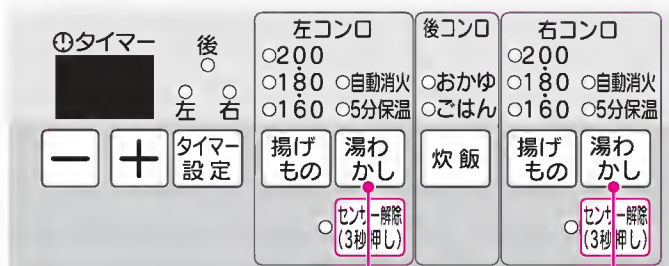 タイマー
後
左 右
− ＋ タイマー設定
左コンロ
200
180 自動消火
160 5分保温
揚げもの 湯わかし
センサー解除
(3秒押し)
後コンロ
おかゆ
ごはん
炊飯
右コンロ
200
180 自動消火
160 5分保温
揚げもの 湯わかし
センサー解除
(3秒押し)